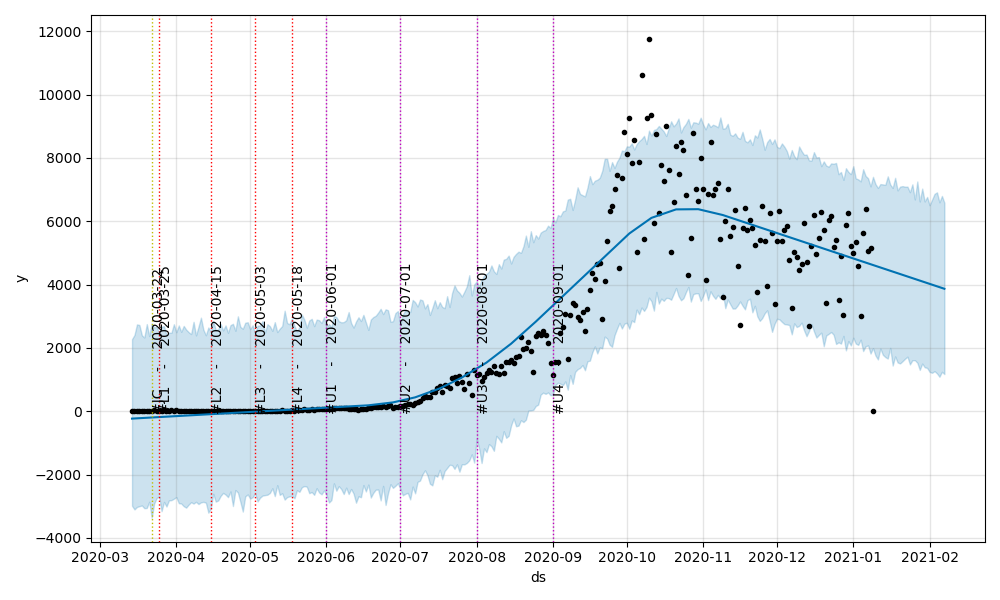 12000
10000
8000
6000
4000
2000
0
−2000
−4000
y
#JC - 2020-03-22
#L1 - 2020-03-25
#L2 - 2020-04-15
#L3 - 2020-05-03
#L4 - 2020-05-18
#U1 - 2020-06-01
#U2 - 2020-07-01
#U3 - 2020-08-01
#U4 - 2020-09-01
2020-03
2020-04
2020-05
2020-06
2020-07
2020-08
2020-09
2020-10
2020-11
2020-12
2021-01
2021-02
ds